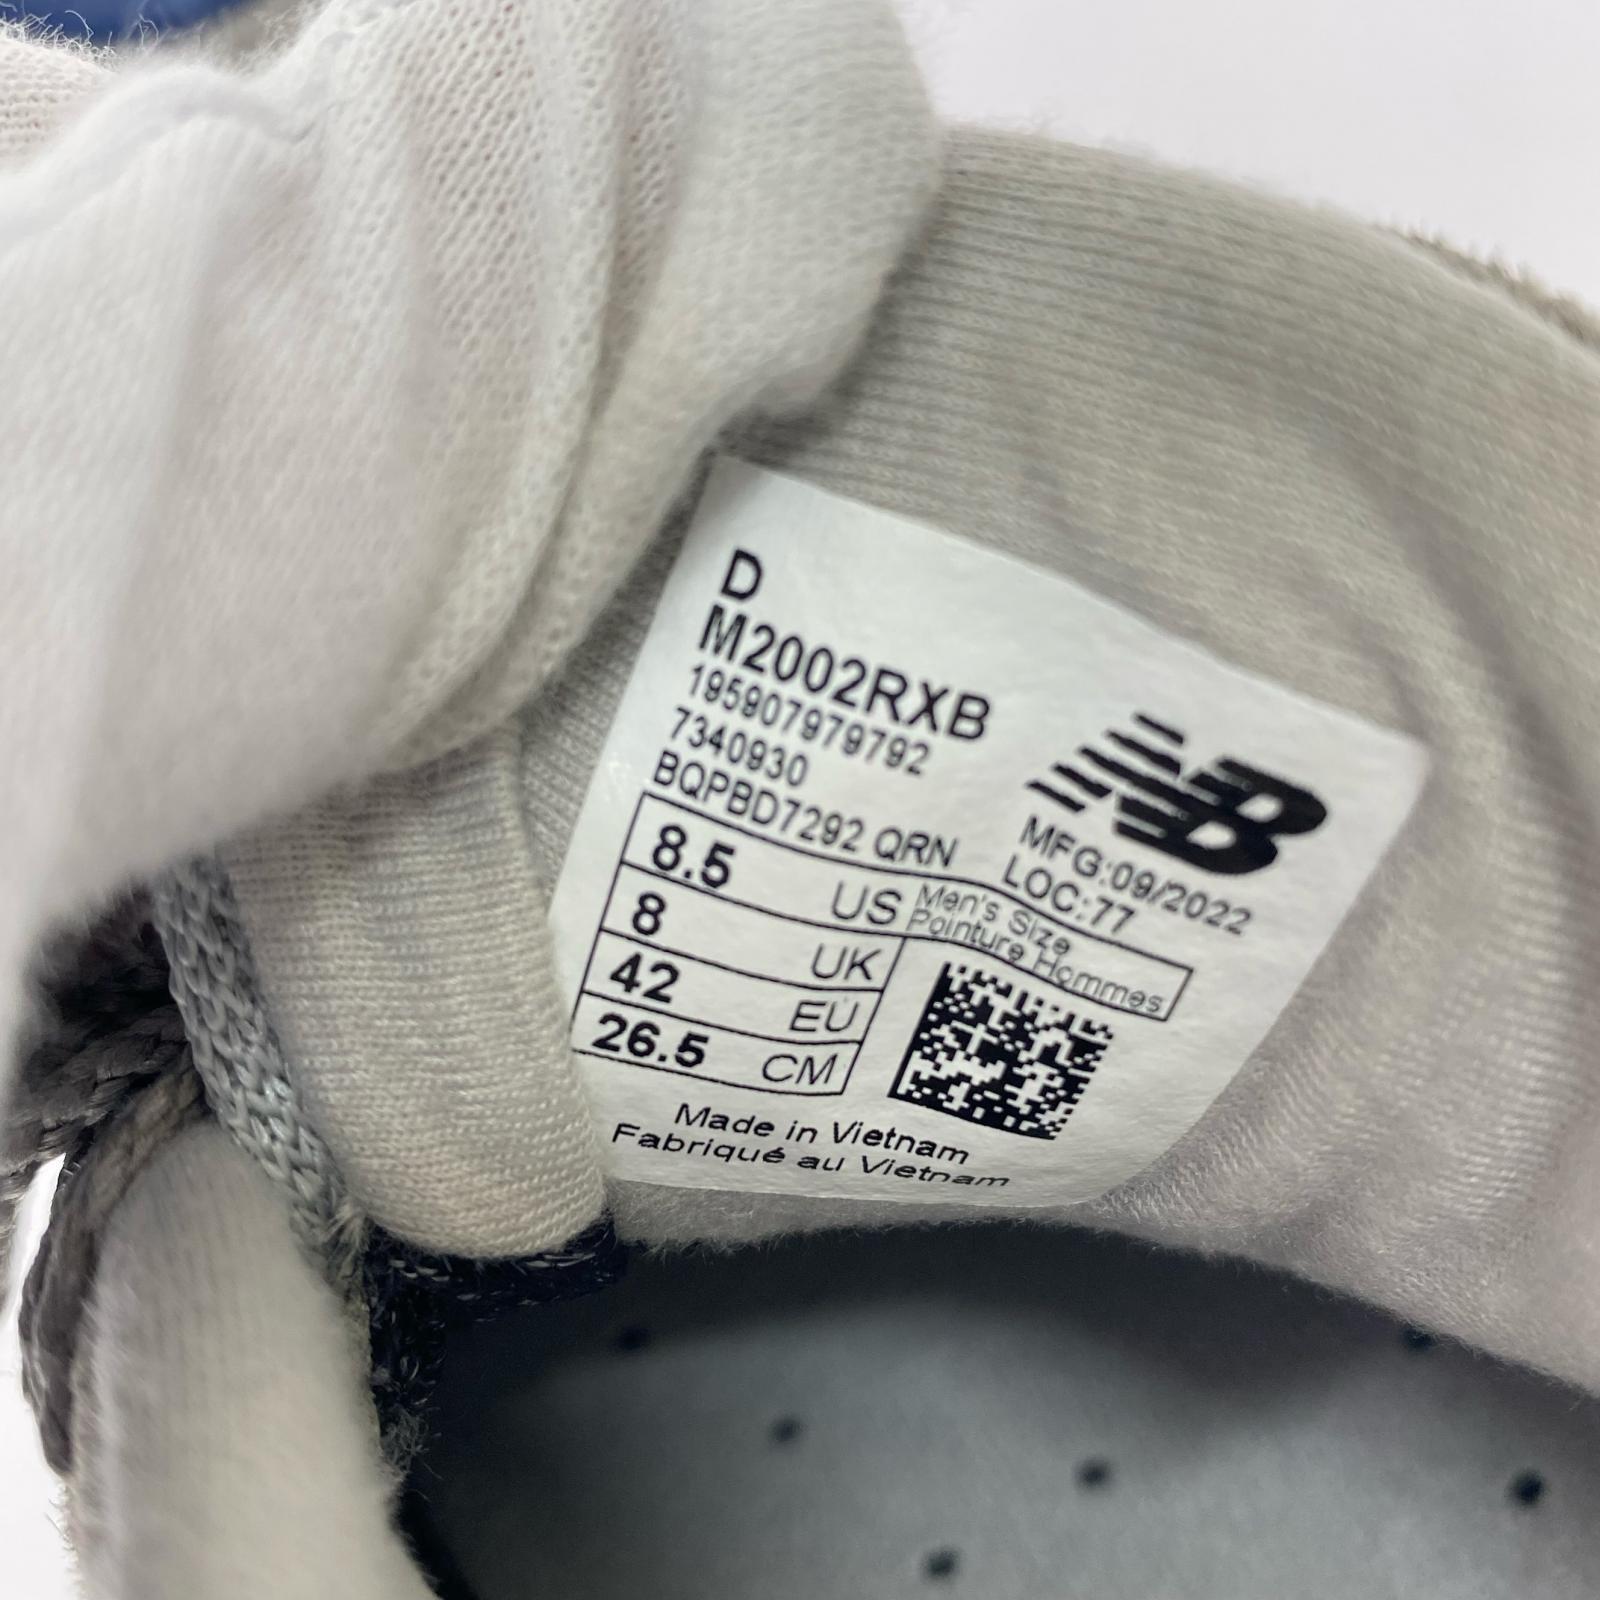 D
M2002RXB
195907979792
7340930
BQPBD7292 QRN
NB
MFG:09/2022
LOC:77
8.5 US Men's Size
Pointure Hommes
8 UK
42 EU
26.5 CM
Made in Vietnam
Fabriqué au Vietnam